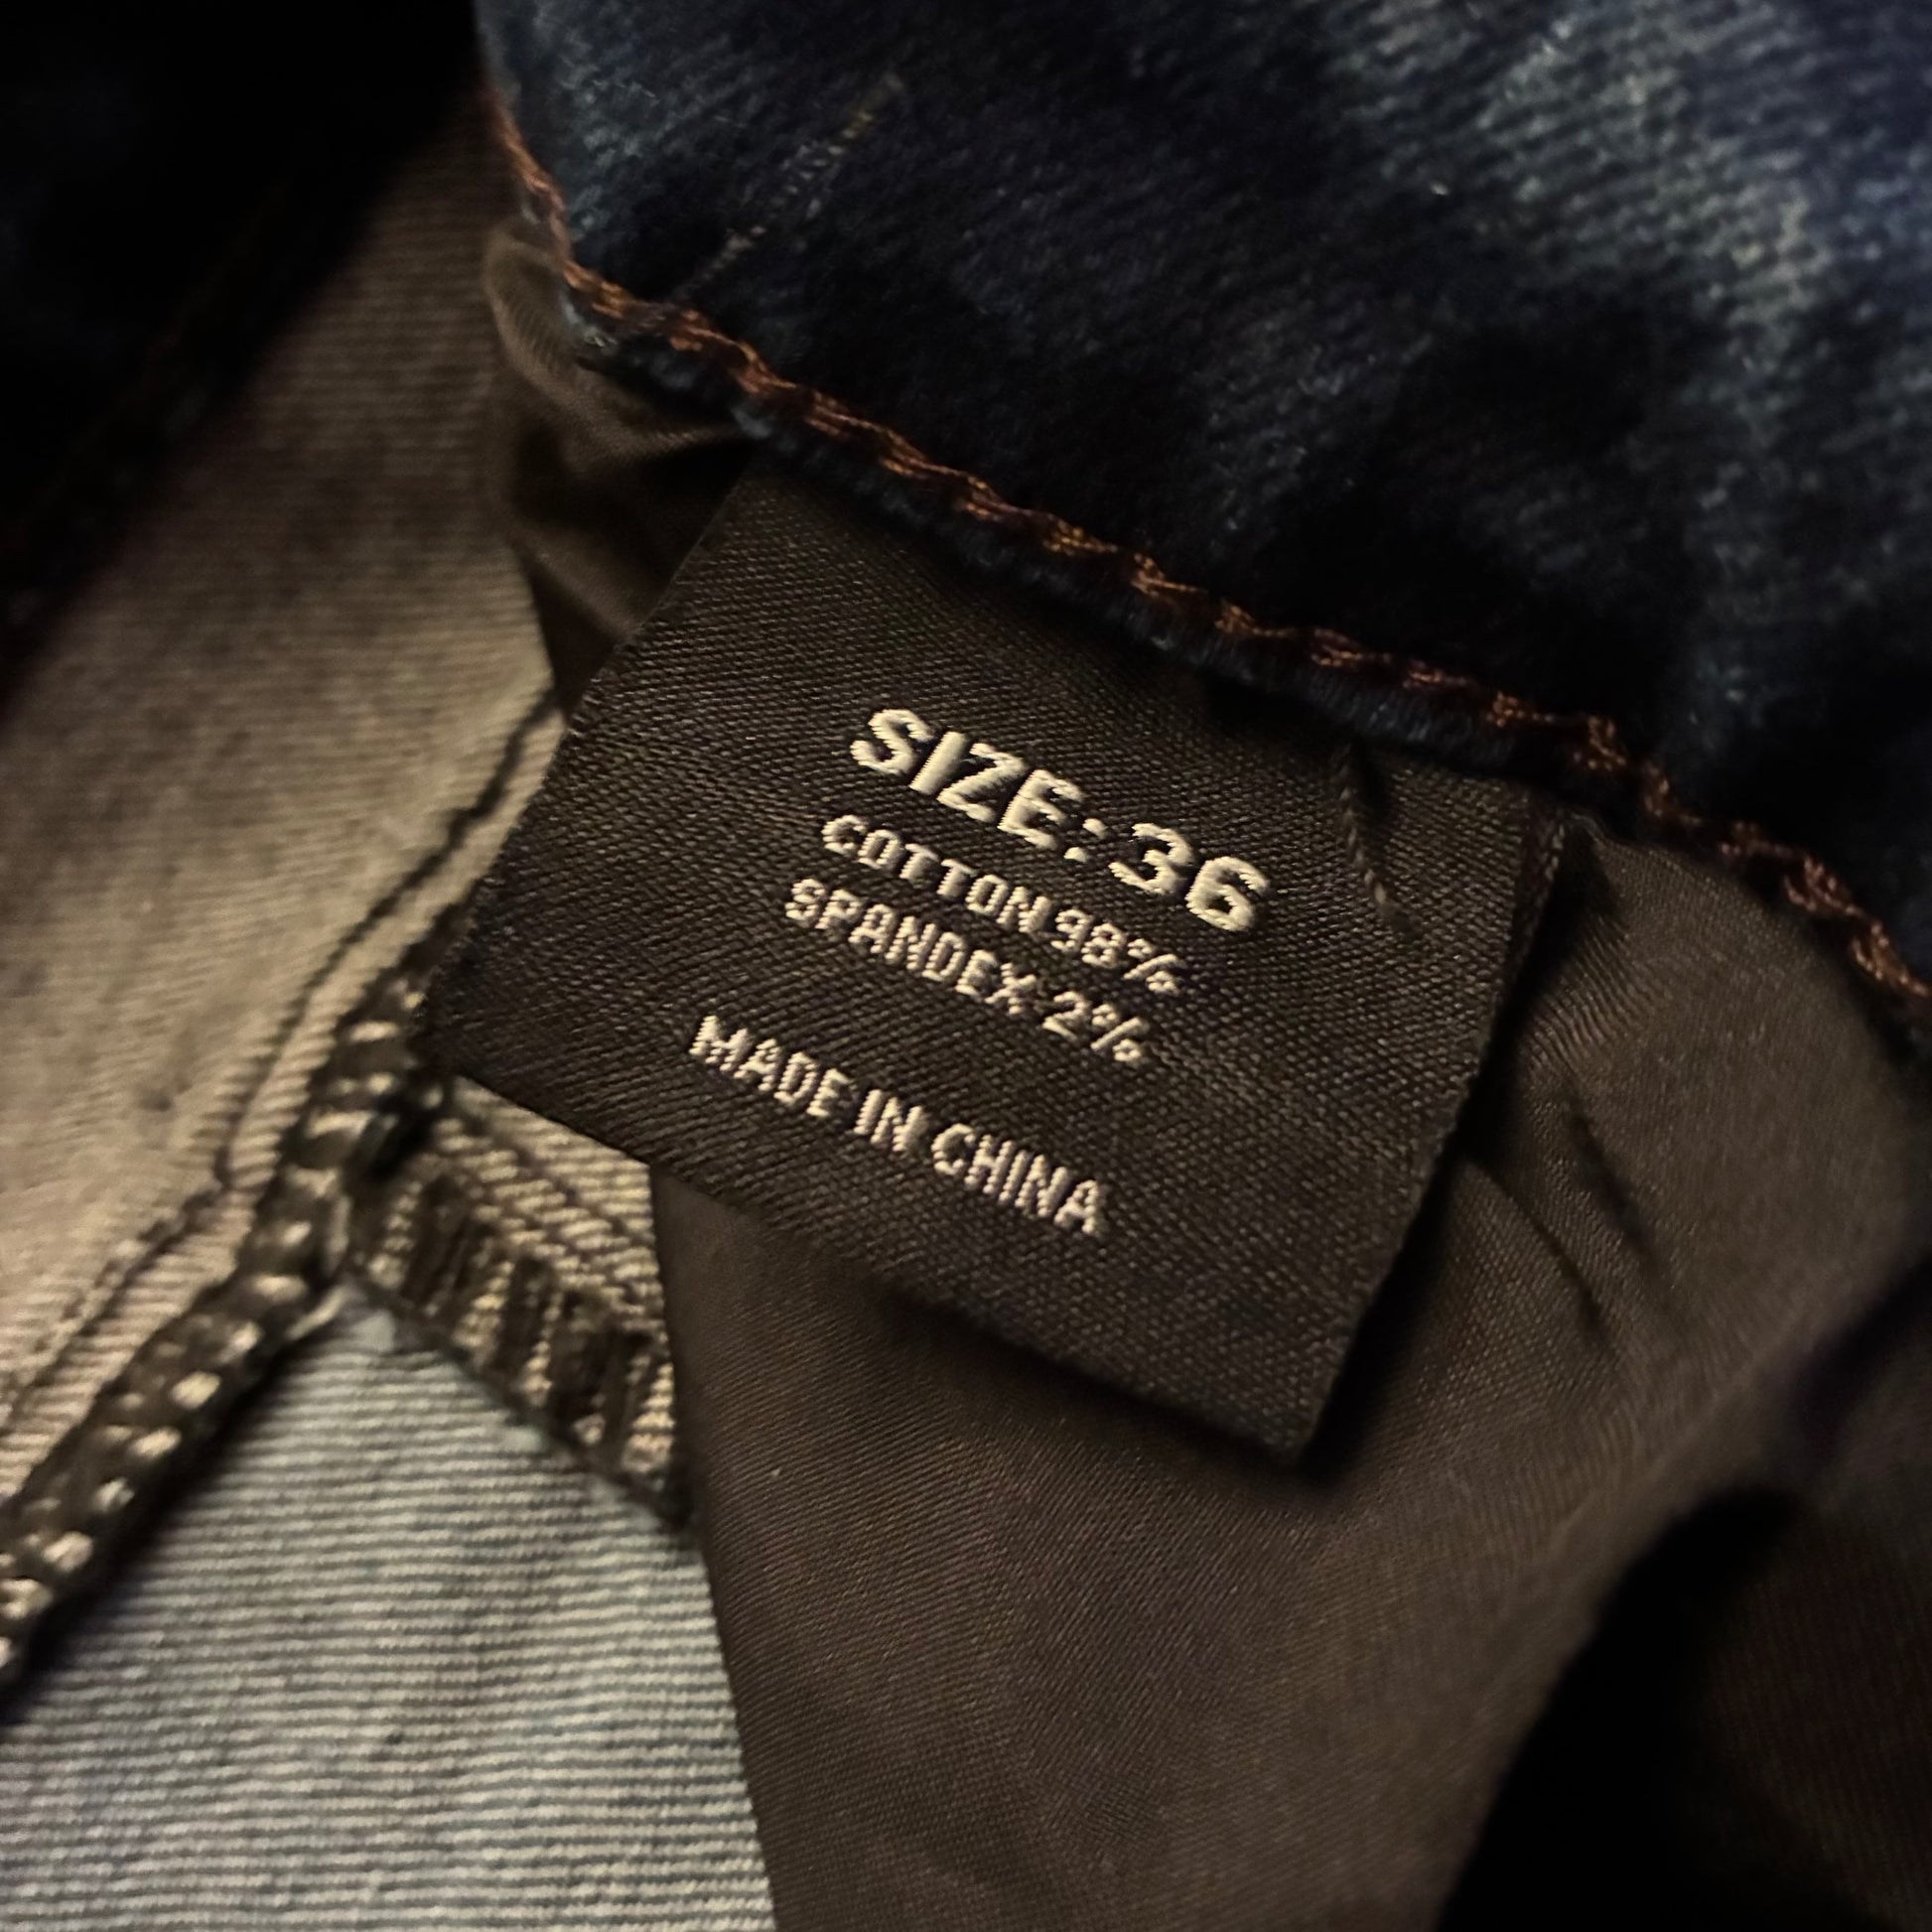 SIZE:36
COTTON 98%
SPANDEX 2%
MADE IN CHINA